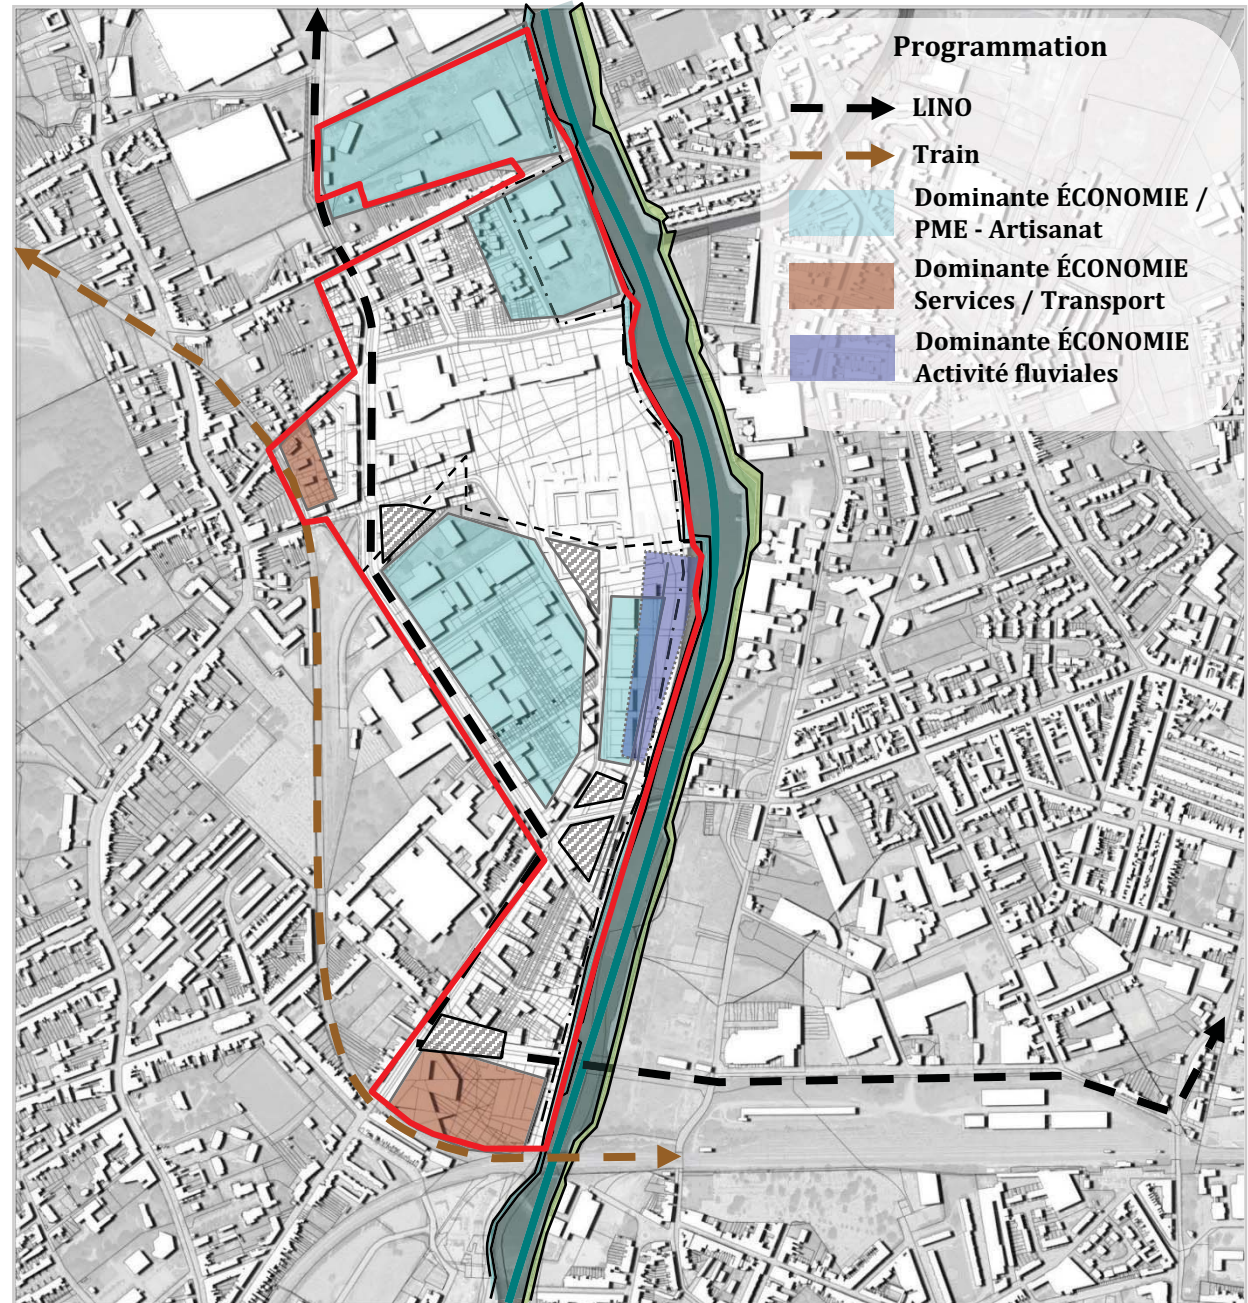 Programmation
LINO
Train
Dominante ÉCONOMIE /
PME - Artisanat
Dominante ÉCONOMIE
Services / Transport
Dominante ÉCONOMIE
Activité fluviales